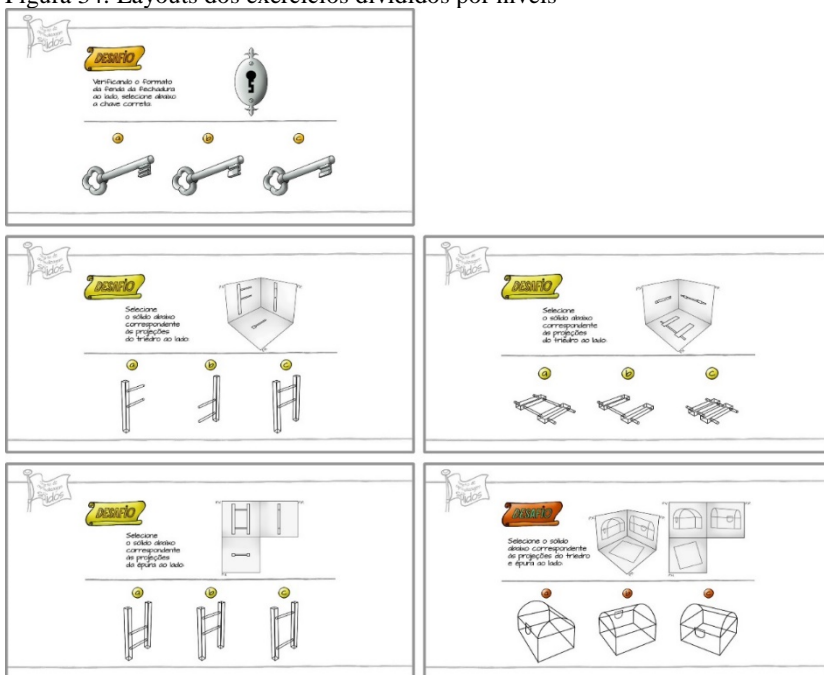 Figura 34: Layouts dos exercícios divididos por níveis
DESAFIO
Verificando o formato
da fenda da fechadura
ao lado, selecione abaixo
a chave correta.
a b c
DESAFIO
Selecione
o sólido abaixo
correspondente
às projeções
do triedro ao lado
a b c
DESAFIO
Selecione
o sólido abaixo
correspondente
às projeções
do triedro ao lado
a b c
DESAFIO
Selecione
o sólido abaixo
correspondente
às projeções
da épura ao lado
a b c
DESAFIO
Selecione o sólido
abaixo correspondente
às projeções do triedro
e épura ao lado